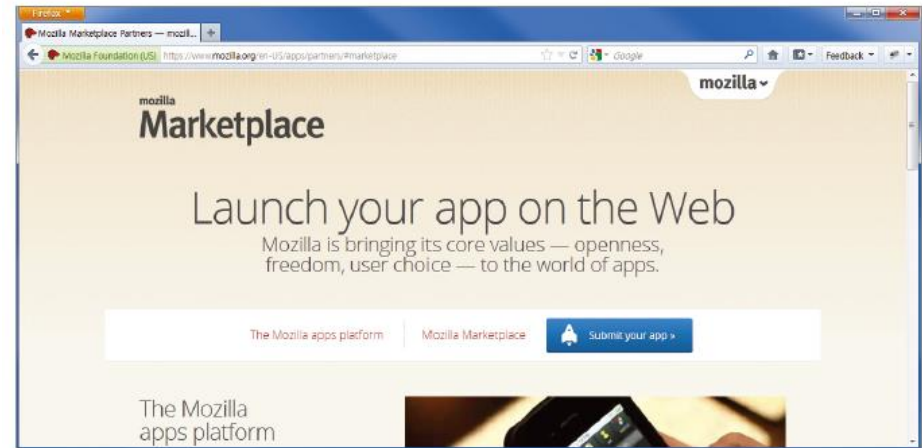 Firefox
Mozilla Marketplace Partners — mozill...
Mozilla Foundation (US) https://www.mozilla.org/en-US/apps/partners/#marketplace Google Feedback
mozilla
mozilla
Marketplace
Launch your app on the Web
Mozilla is bringing its core values — openness,
freedom, user choice — to the world of apps.
The Mozilla apps platform Mozilla Marketplace Submit your app »
The Mozilla
apps platform